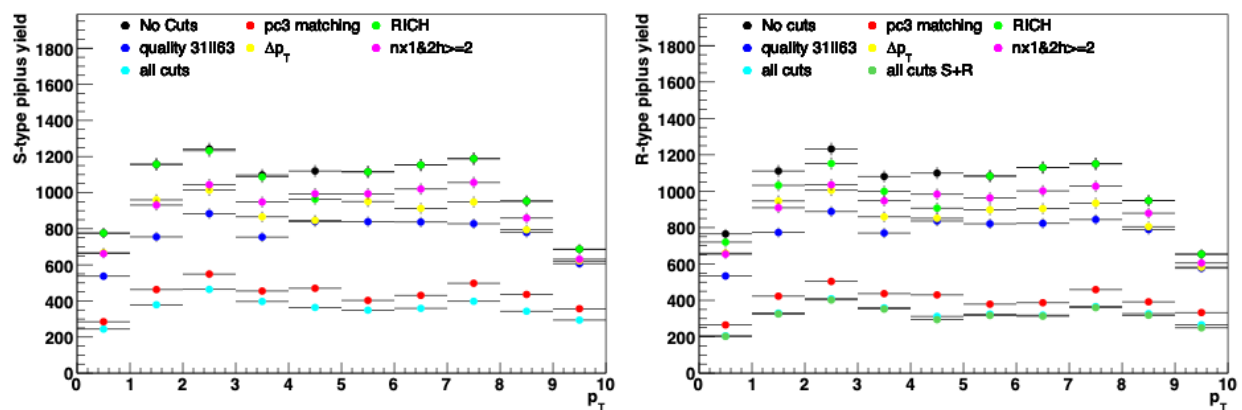 S-type piplus yield
No Cuts pc3 matching RICH
quality 31||63 Δp_T nx1&2h>=2
all cuts
1800
1600
1400
1200
1000
800
600
400
200
0
0 1 2 3 4 5 6 7 8 9 10
p_T
R-type piplus yield
No Cuts pc3 matching RICH
quality 31||63 Δp_T nx1&2h>=2
all cuts all cuts S+R
1800
1600
1400
1200
1000
800
600
400
200
0
0 1 2 3 4 5 6 7 8 9 10
p_T